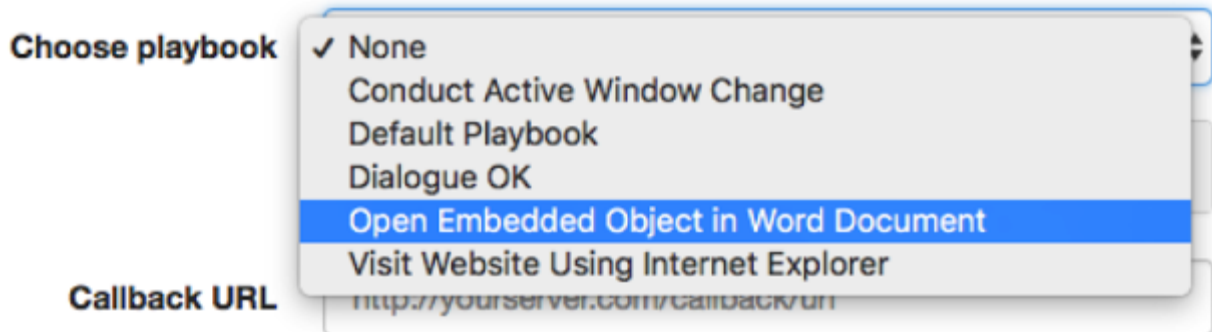 Choose playbook ✓ None
Conduct Active Window Change
Default Playbook
Dialogue OK
Open Embedded Object in Word Document
Visit Website Using Internet Explorer
Callback URL http://yourserver.com/callback/url